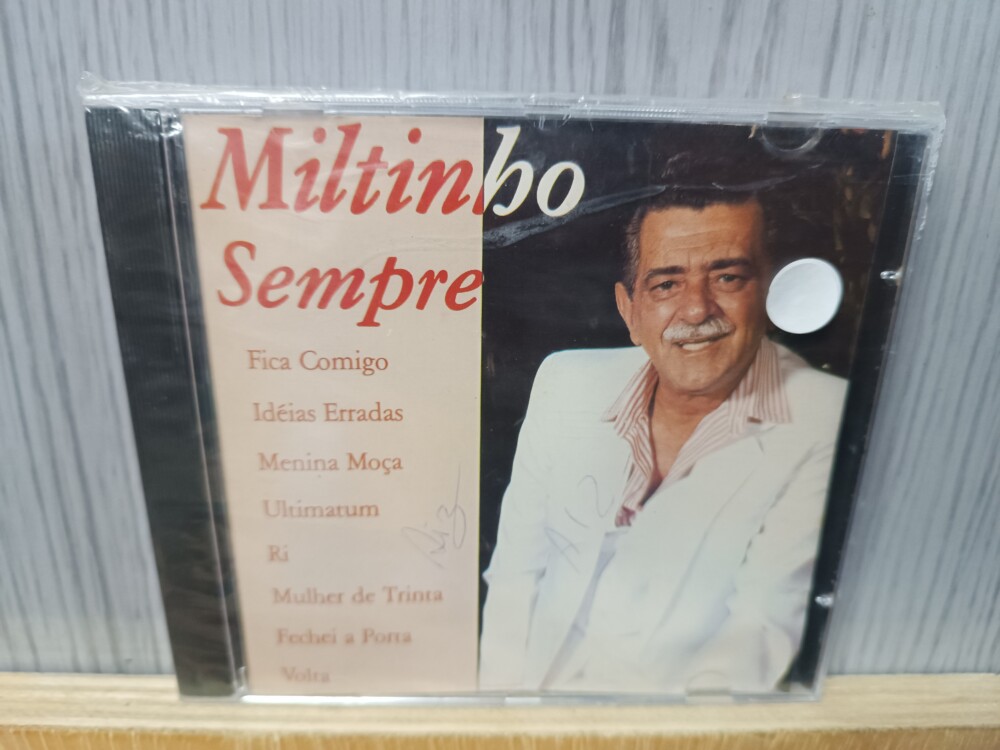 Miltinho
Sempre
Fica Comigo
Idéias Erradas
Menina Moça
Ultimatum
Ri
Mulher de Trinta
Fechei a Porta
Volta